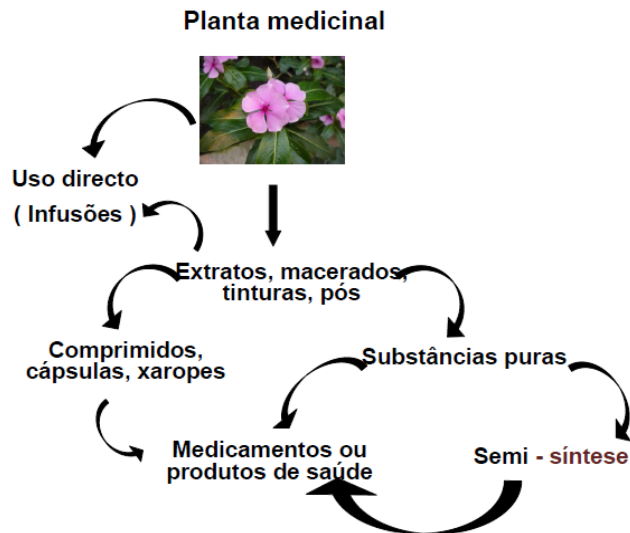 Planta medicinal
Uso directo
( Infusões )
Extratos, macerados,
tinturas, pós
Comprimidos,
cápsulas, xaropes
Substâncias puras
Medicamentos ou
produtos de saúde
Semi - síntese